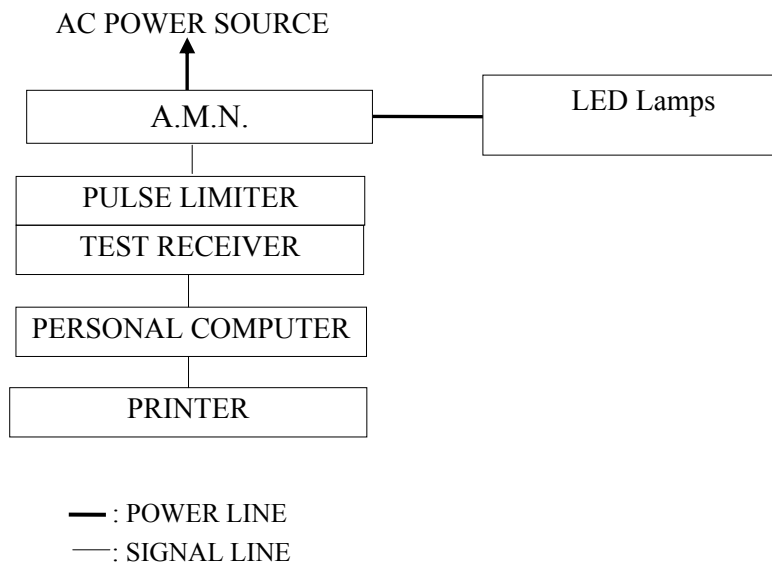 AC POWER SOURCE
A.M.N.
LED Lamps
PULSE LIMITER
TEST RECEIVER
PERSONAL COMPUTER
PRINTER
: POWER LINE
: SIGNAL LINE